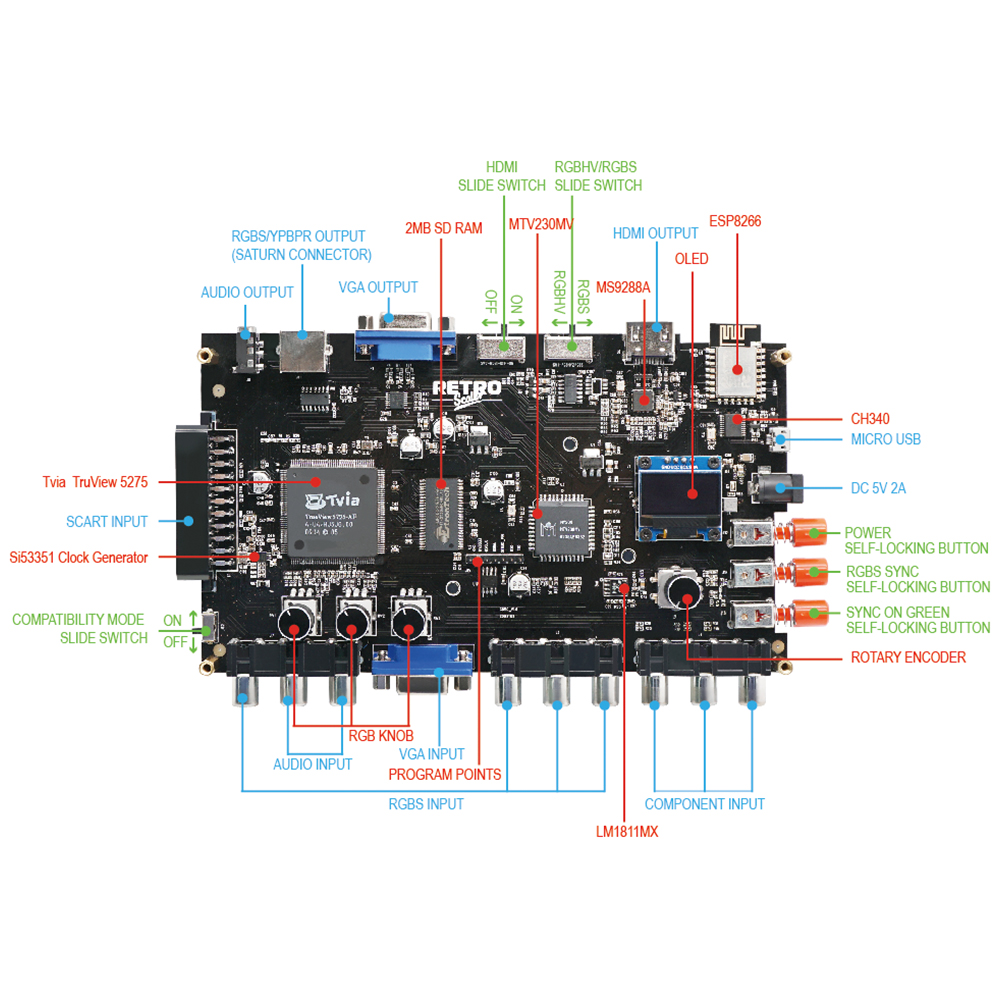 HDMI
SLIDE SWITCH
RGBHV/RGBS
SLIDE SWITCH
MTV230MV
ESP8266
2MB SD RAM
HDMI OUTPUT
RGBS/YPBPR OUTPUT
(SATURN CONNECTOR)
OLED
AUDIO OUTPUT
VGA OUTPUT
MS9288A
OFF
ON
RGBHV
RGBS
RETRO
Scaler
CH340
MICRO USB
Tvia TruView 5275
DC 5V 2A
Tvia
SCART INPUT
POWER
SELF-LOCKING BUTTON
Si53351 Clock Generator
RGBS SYNC
SELF-LOCKING BUTTON
COMPATIBILITY MODE
SLIDE SWITCH
ON
OFF
SYNC ON GREEN
SELF-LOCKING BUTTON
ROTARY ENCODER
RGB KNOB
VGA INPUT
AUDIO INPUT
PROGRAM POINTS
RGBS INPUT
COMPONENT INPUT
LM1811MX